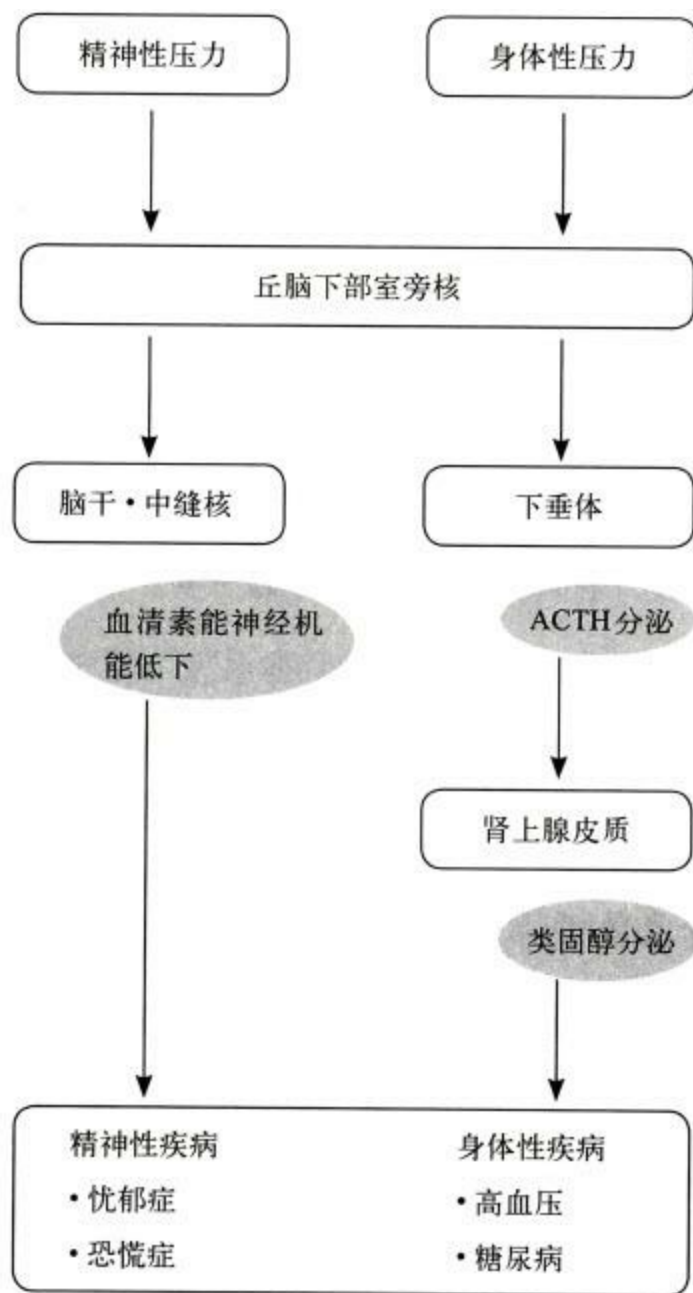 精神性压力
身体性压力
丘脑下部室旁核
脑干·中缝核
下垂体
血清素能神经机
能低下
ACTH分泌
肾上腺皮质
类固醇分泌
精神性疾病
·忧郁症
·恐慌症
身体性疾病
·高血压
·糖尿病